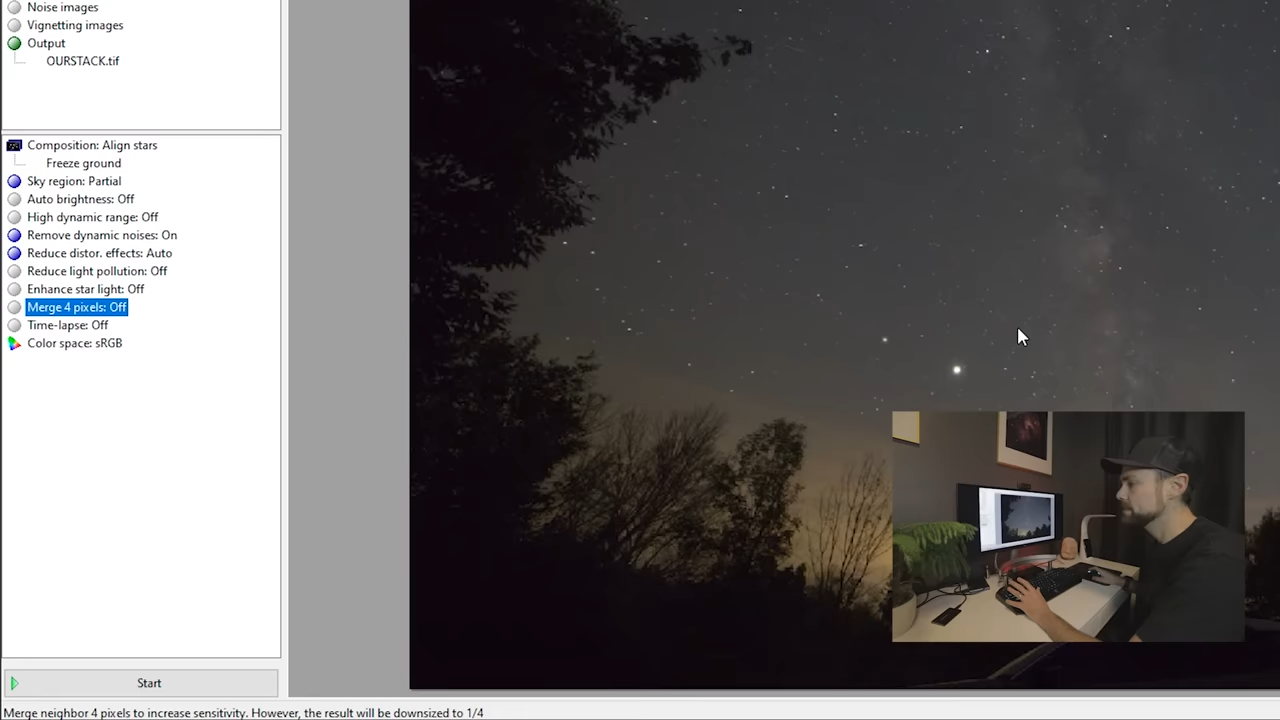 Noise images
Vignetting images
Output
OURSTACK.tif
Composition: Align stars
Freeze ground
Sky region: Partial
Auto brightness: Off
High dynamic range: Off
Remove dynamic noises: On
Reduce distor. effects: Auto
Reduce light pollution: Off
Enhance star light: Off
Merge 4 pixels: Off
Time-lapse: Off
Color space: sRGB
Start
Merge neighbor 4 pixels to increase sensitivity. However, the result will be downsized to 1/4